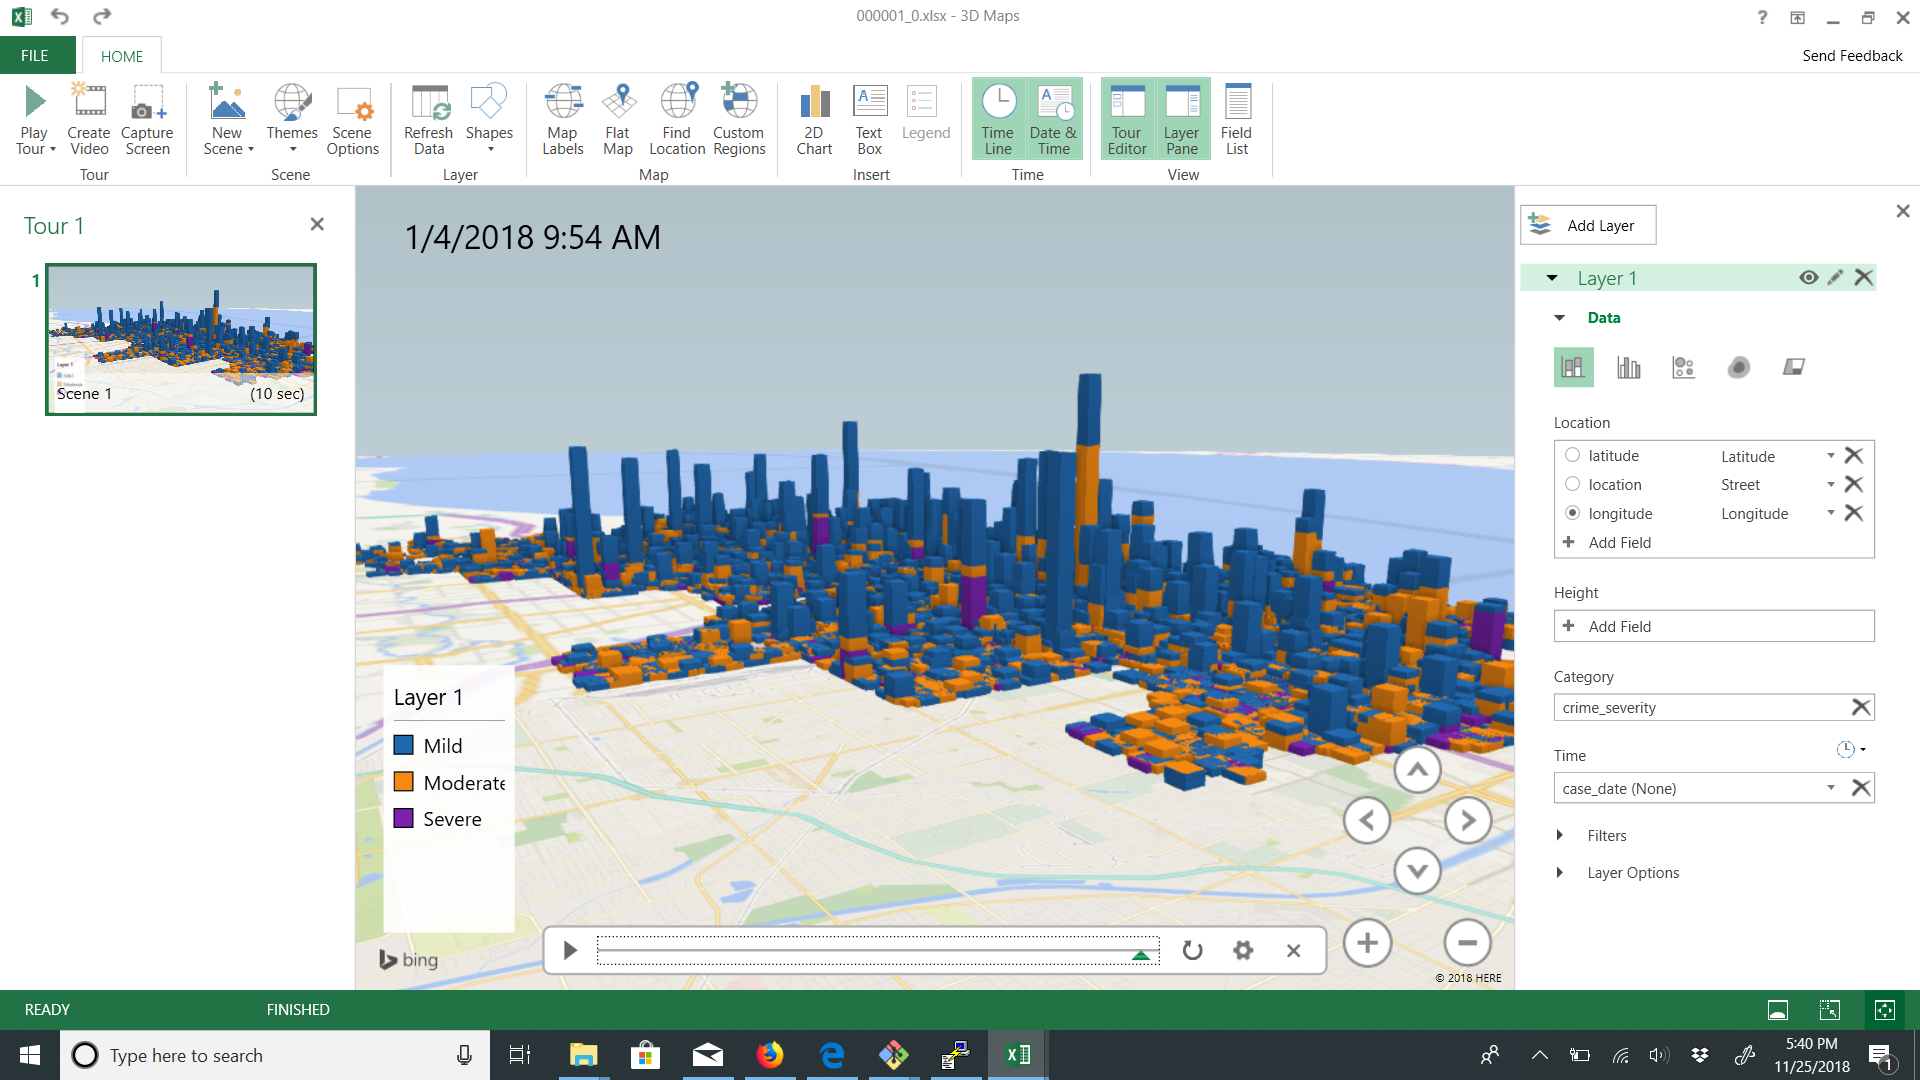 000001_0.xlsx - 3D Maps
FILE
HOME
Send Feedback
Play Tour
Create Video
Capture Screen
Tour
New Scene
Themes
Scene Options
Scene
Refresh Data
Shapes
Layer
Map Labels
Flat Map
Find Location
Custom Regions
Map
2D Chart
Text Box
Legend
Insert
Time Line
Date & Time
Time
Tour Editor
Layer Pane
Field List
View
Tour 1
1
Layer 1
Scene 1
(10 sec)
1/4/2018 9:54 AM
Layer 1
Mild
Moderate
Severe
bing
© 2018 HERE
Add Layer
Layer 1
Data
Location
latitude Latitude
location Street
longitude Longitude
Add Field
Height
Add Field
Category
crime_severity
Time
case_date (None)
Filters
Layer Options
READY
FINISHED
Type here to search
5:40 PM
11/25/2018
1